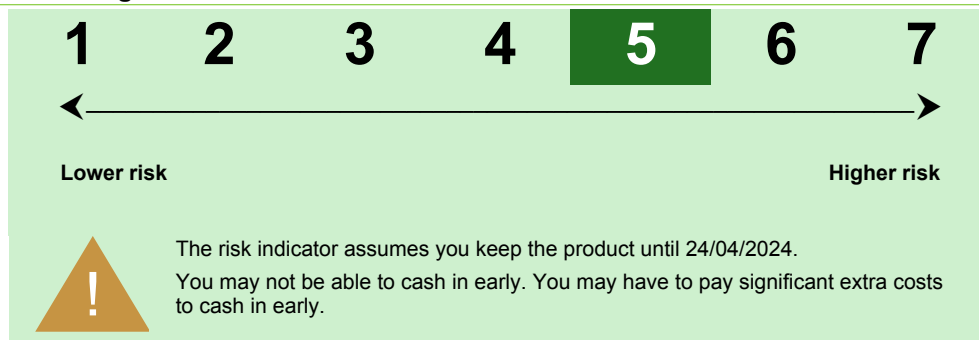 1 2 3 4 5 6 7
Lower risk Higher risk
The risk indicator assumes you keep the product until 24/04/2024.
You may not be able to cash in early. You may have to pay significant extra costs
to cash in early.
!